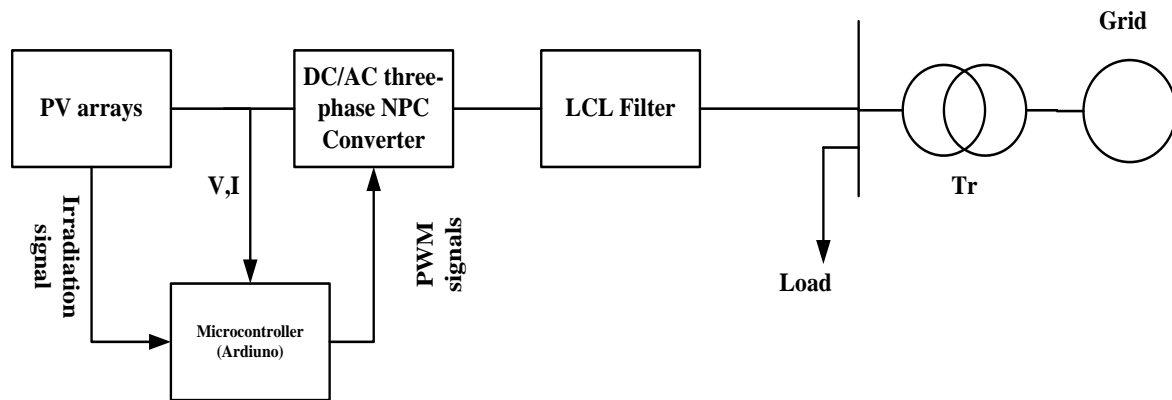 Grid
PV arrays
DC/AC three-
phase NPC
Converter
LCL Filter
Tr
V,I
Irradiation
signal
PWM
signals
Load
Microcontroller
(Ardiuno)